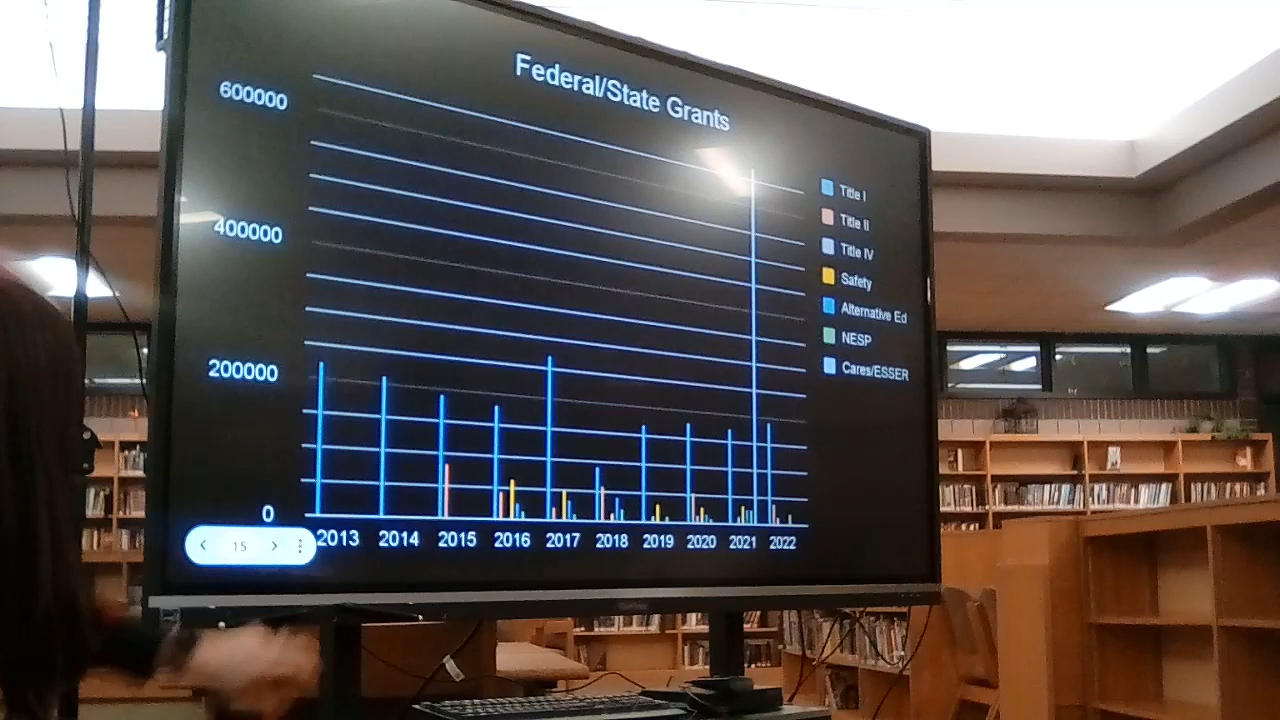 Federal/State Grants
600000
400000
200000
0
2013 2014 2015 2016 2017 2018 2019 2020 2021 2022
Title I
Title II
Title IV
Safety
Alternative Ed
NESP
Cares/ESSER
15